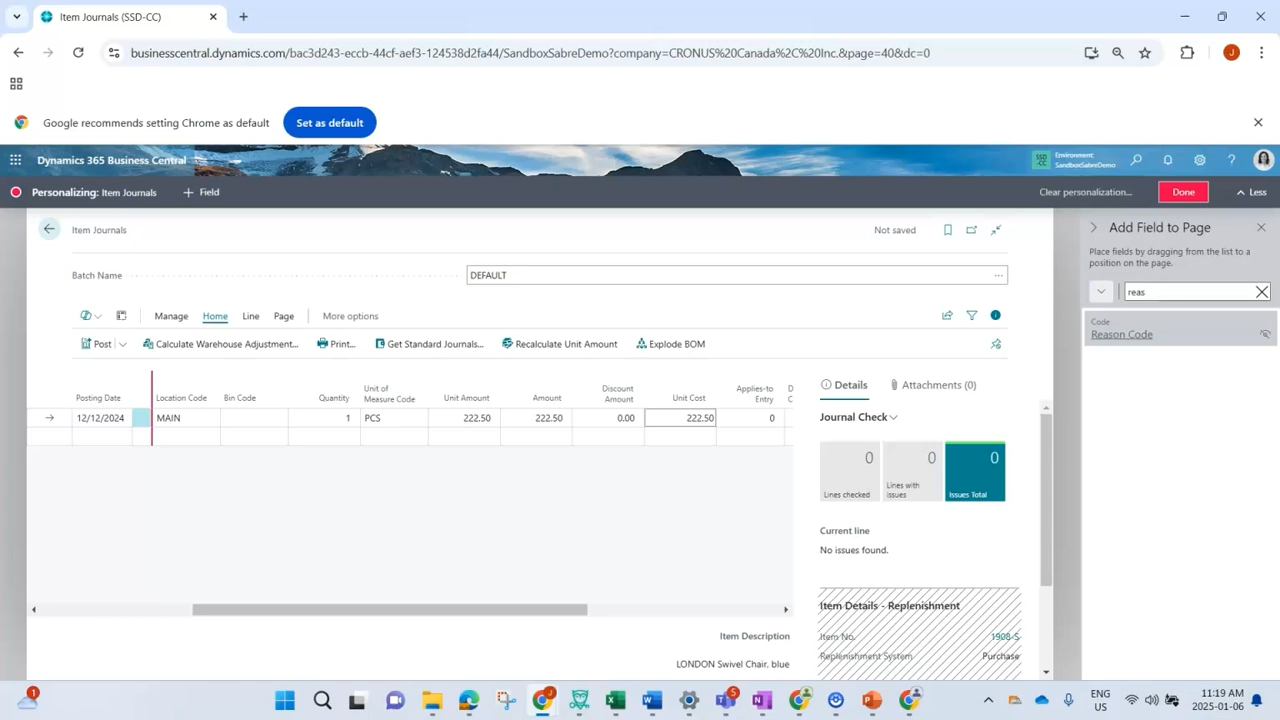 Item Journals (SSD-CC)
businesscentral.dynamics.com/bac3d243-eccb-44cf-aef3-124538d2fa44/SandboxSabreDemo?company=CRONUS%20Canada%2C%20Inc.&page=40&dc=0
J
Google recommends setting Chrome as default
Set as default
Dynamics 365 Business Central
SSD-CC
Environment:
SandboxSabreDemo
Personalizing: Item Journals
+ Field
Clear personalization...
Done
Less
Item Journals
Not saved
Add Field to Page
Place fields by dragging from the list to a
position on the page.
Batch Name
DEFAULT
reas
Manage
Home
Line
Page
More options
Code
Reason Code
Post
Calculate Warehouse Adjustment...
Print...
Get Standard Journals...
Recalculate Unit Amount
Explode BOM
Posting Date
Location Code
Bin Code
Quantity
Unit of
Measure Code
Unit Amount
Amount
Discount
Amount
Unit Cost
Applies-to
Entry
D
C
12/12/2024
MAIN
1
PCS
222.50
222.50
0.00
222.50
0
Details
Attachments (0)
Journal Check
0
Lines checked
0
Lines with
issues
0
Issues Total
Current line
No issues found.
Item Details - Replenishment
Item No.
1908-S
Replenishment System
Purchase
Item Description
LONDON Swivel Chair, blue
1
5
ENG
US
11:19 AM
2025-01-06